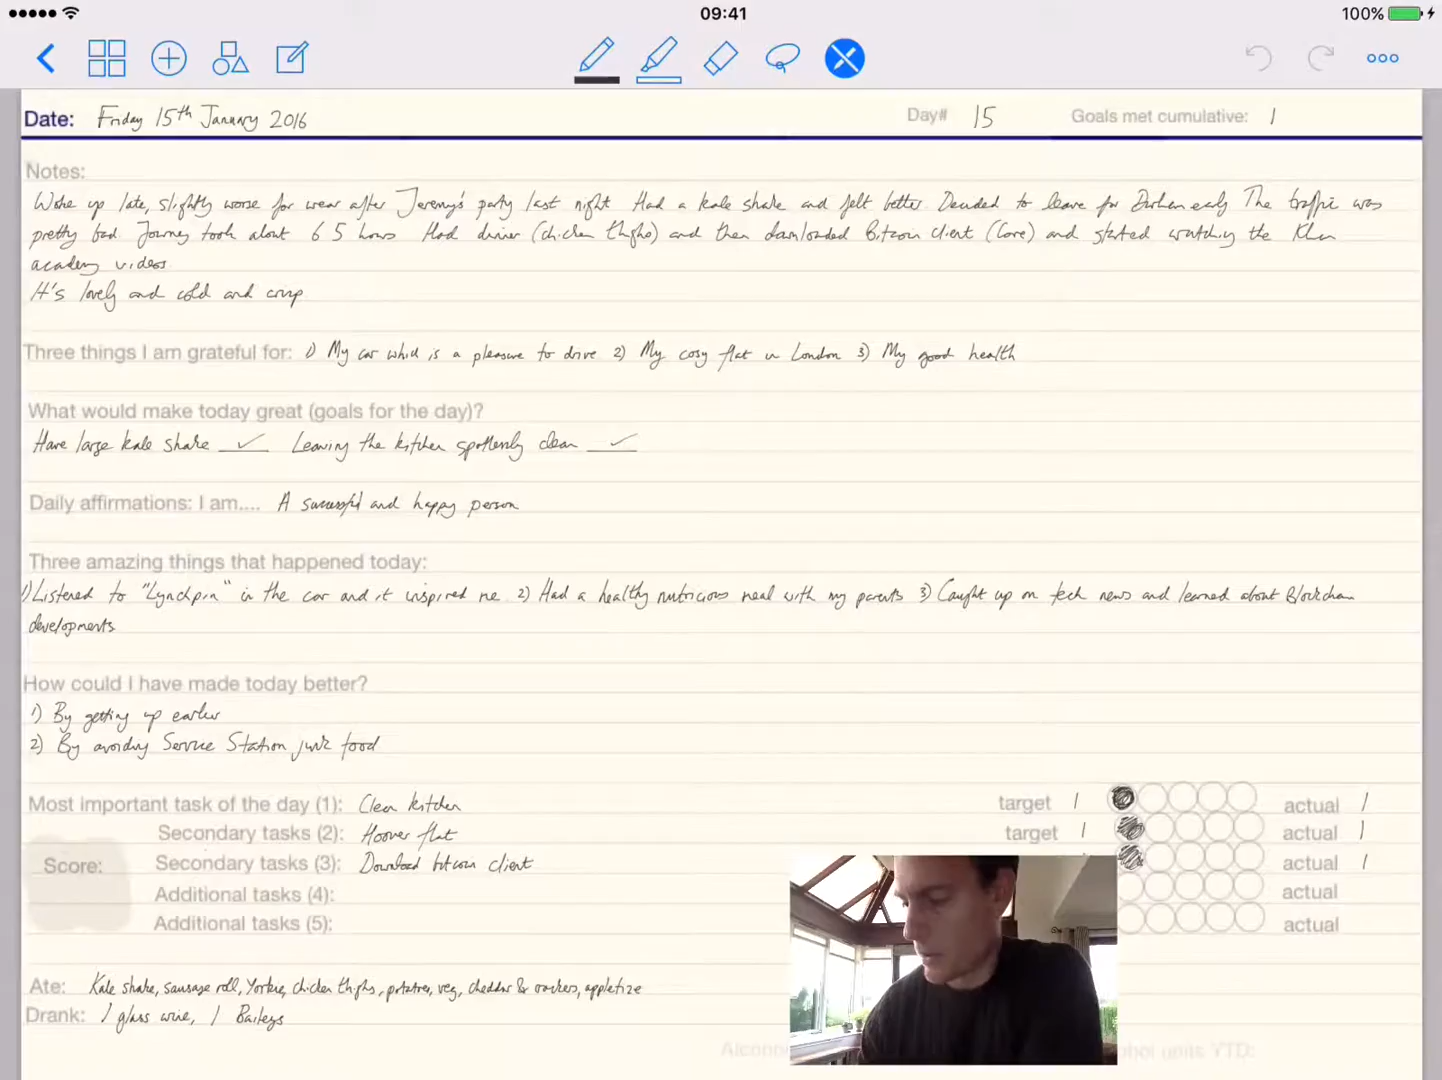 09:41
100%
Date: Friday 15th January 2016 Day# 15 Goals met cumulative: 1
Notes:
Woke up late, slightly worse for wear after Jeremy's party last night Had a kale shake and felt better Decided to leave for Durham early The traffic was
pretty bad. Journey took about 6 5 hours Had dinner (chicken thighs) and then downloaded Bitcoin client (Core) and started watching the Khan
academy videos
It's lovely and cold and crisp
Three things I am grateful for: 1) My car which is a pleasure to drive 2) My cosy flat in London 3) My good health
What would make today great (goals for the day)?
Have large kale shake ✓ Leaving the kitchen spotlessly clean ✓
Daily affirmations: I am.... A successful and happy person
Three amazing things that happened today:
1) Listened to "Lynchpin" in the car and it inspired me 2) Had a healthy nutricious meal with my parents 3) Caught up on tech news and learned about Blockchain
developments
How could I have made today better?
1) By getting up earlier
2) By avoiding Service Station junk food
Most important task of the day (1): Clean kitchen target 1 actual 1
Secondary tasks (2): Hoover flat target 1 actual 1
Score: Secondary tasks (3): Download bitcoin client actual 1
Additional tasks (4): actual
Additional tasks (5): actual
Ate: Kale shake, sausage roll, Yorkie, chicken thighs, potatoes, veg, cheddar & crackers, appletize
Drank: 1 glass wine, 1 Baileys
units YTD: